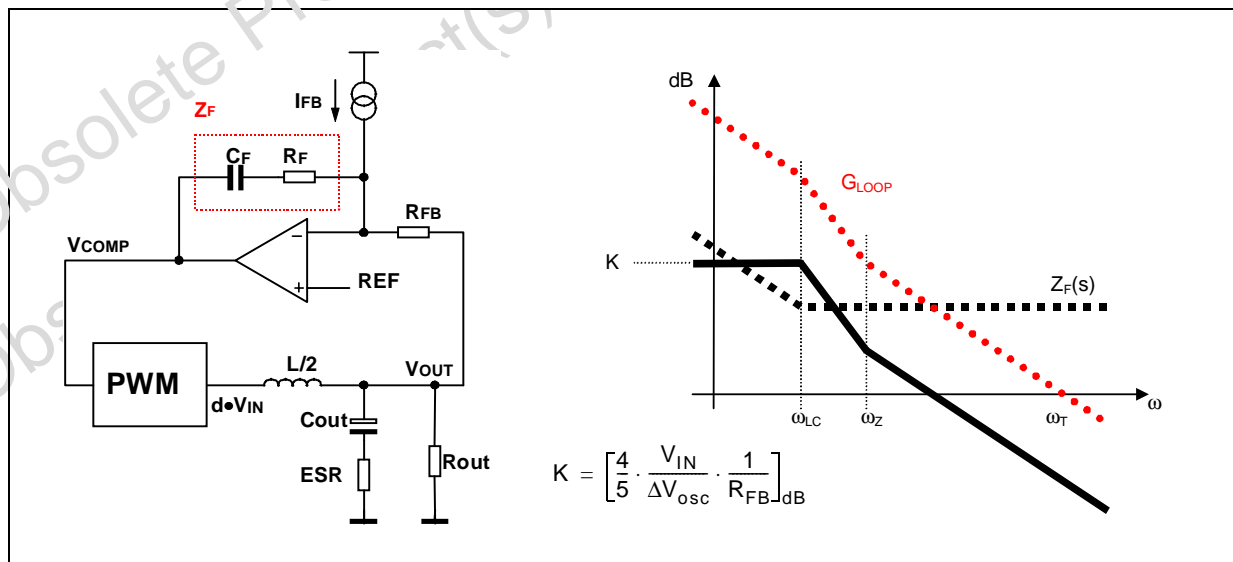 Obsolete Product(s)
Obsolete
IFB
ZF
CF RF
RFB
VCOMP
−
REF
+
PWM
L/2
VOUT
d•VIN
Cout
ESR
Rout
dB
GLOOP
K
ZF(s)
ωLC ωZ ωT ω
K = [4/5 · VIN/ΔVosc · 1/RFB]dB